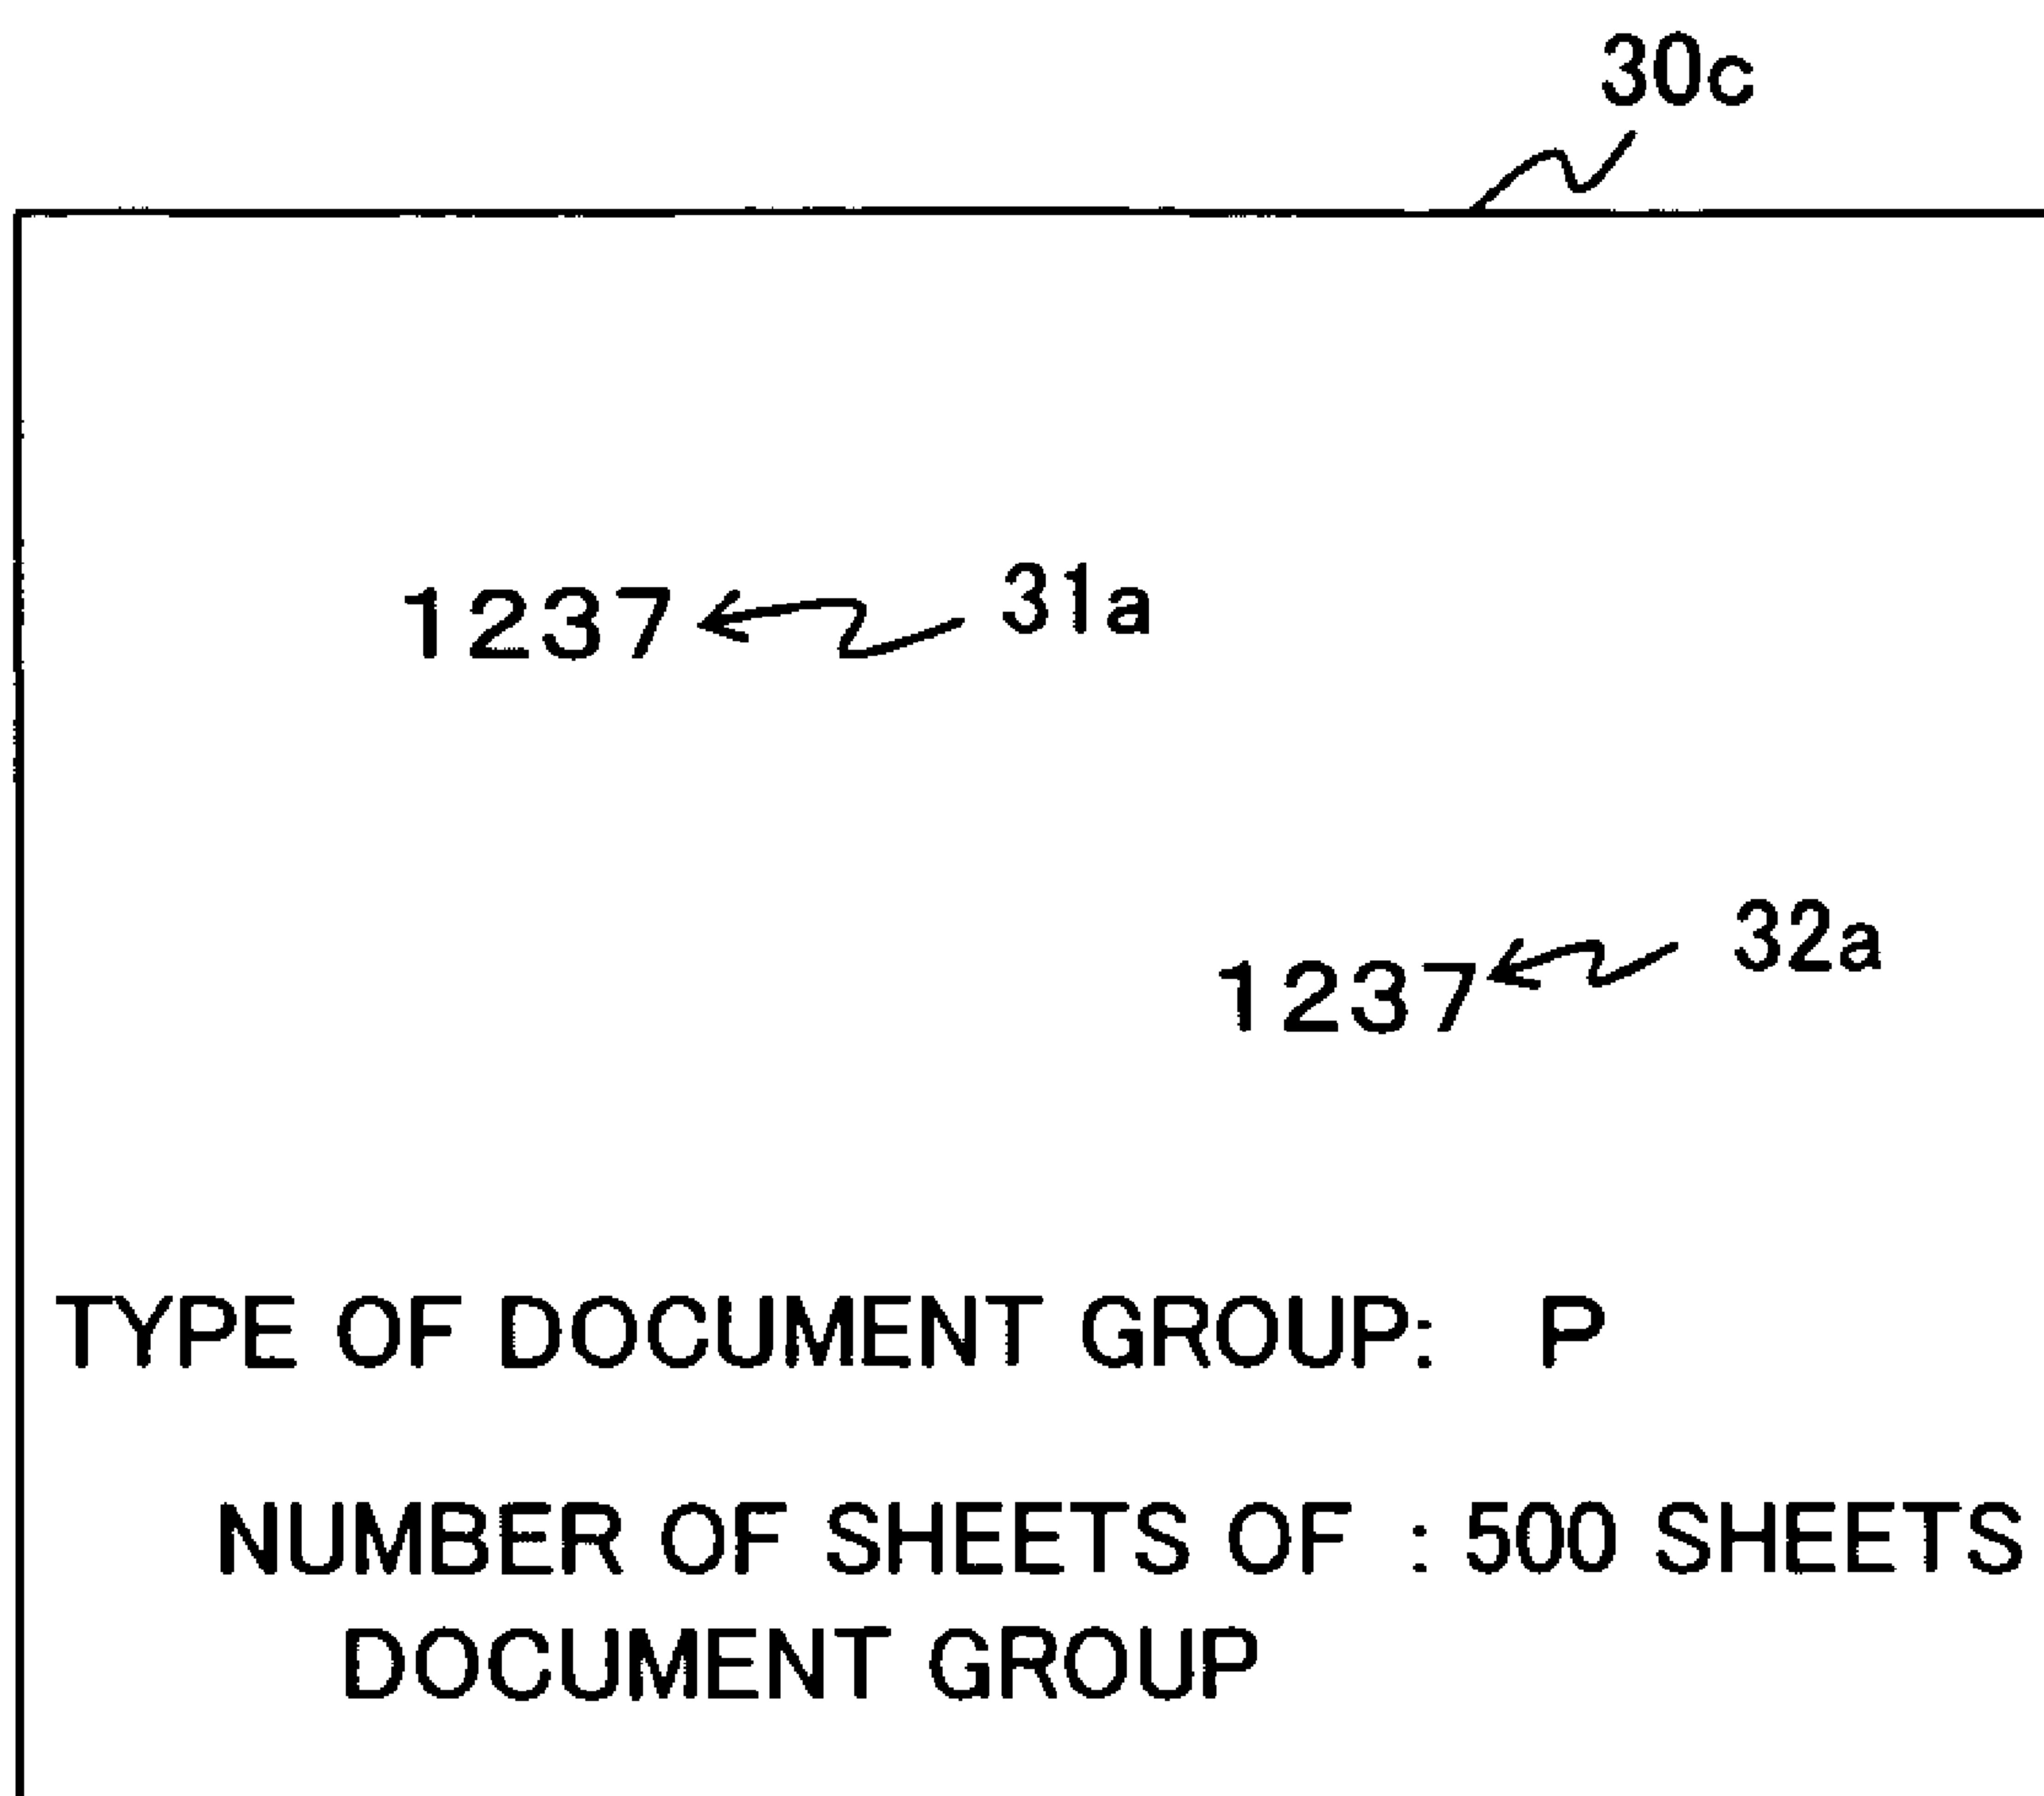 30c
1237 31a
1237 32a
TYPE OF DOCUMENT GROUP: P
NUMBER OF SHEETS OF : 500 SHEETS
DOCUMENT GROUP